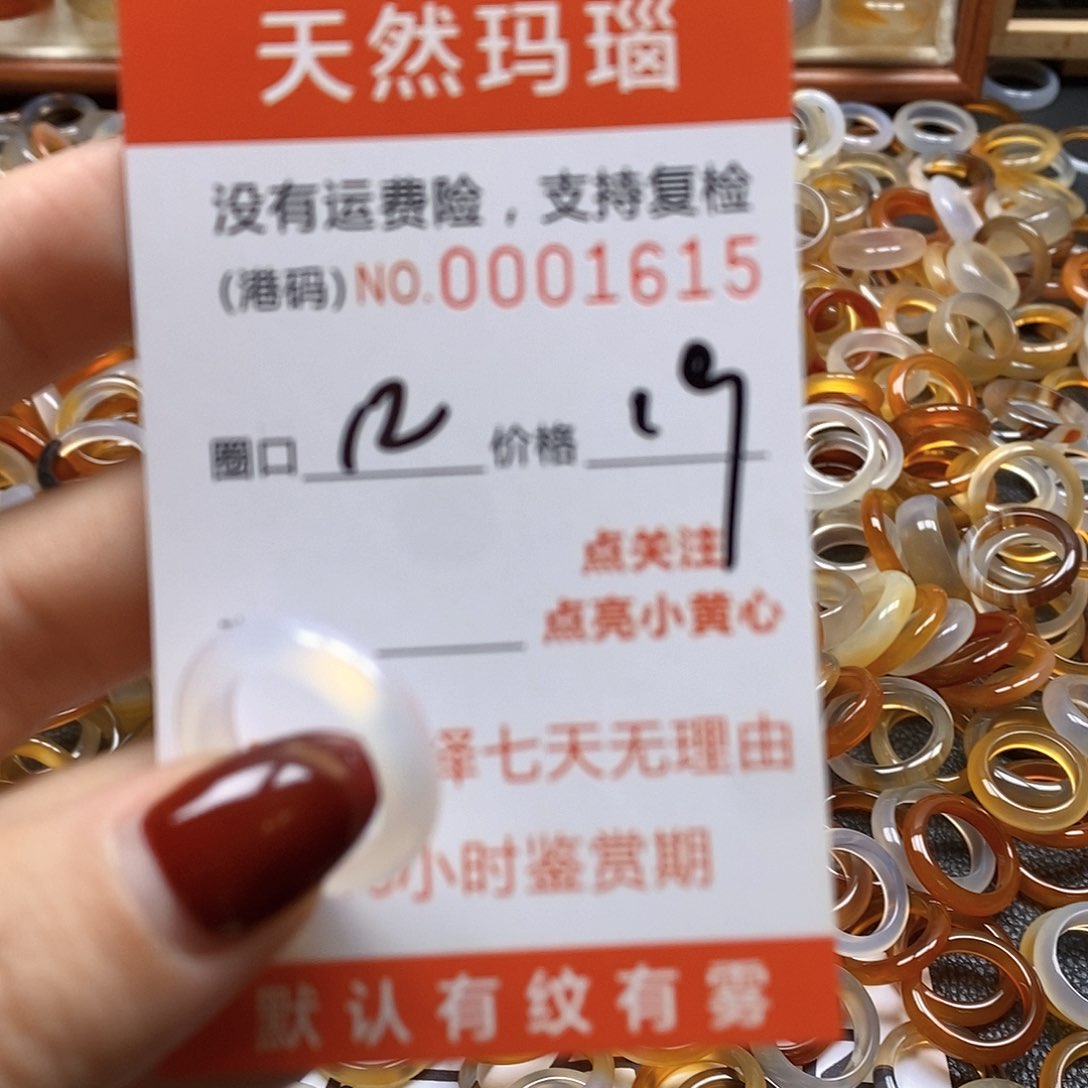 天然玛瑙
没有运费险，支持复检
(港码)NO.0001615
圈口 12 价格 19
点关注
点亮小黄心
择七天无理由
小时鉴赏期
默认有纹有雾